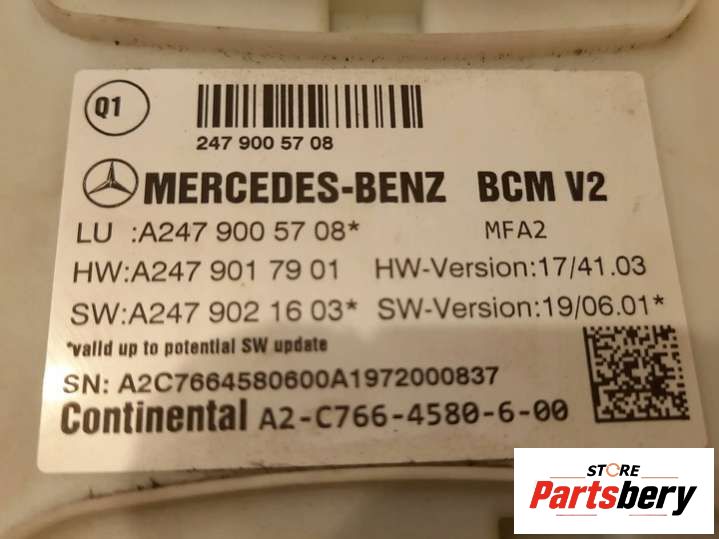 Q1
247 900 57 08
MERCEDES-BENZ BCM V2
LU :A247 900 57 08* MFA2
HW:A247 901 79 01 HW-Version:17/41.03
SW:A247 902 16 03* SW-Version:19/06.01*
*valid up to potential SW update
SN: A2C7664580600A1972000837
Continental A2-C766-4580-6-00
STORE
Partsbery